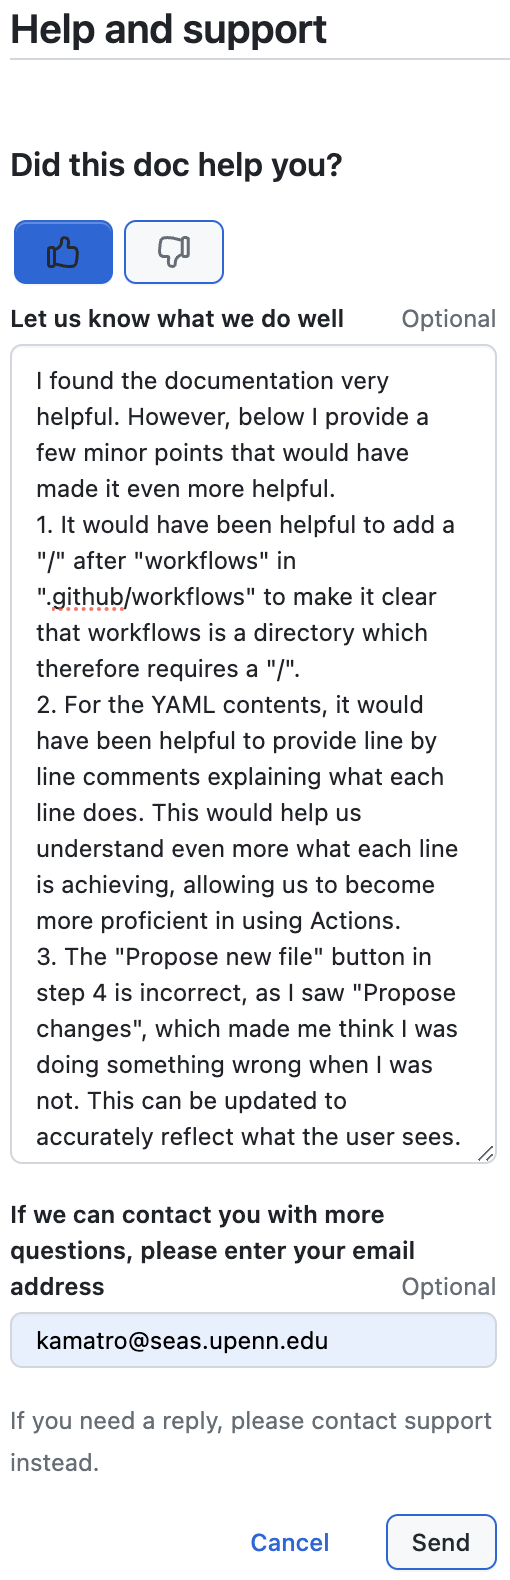 Help and support
Did this doc help you?
Let us know what we do well Optional
I found the documentation very
helpful. However, below I provide a
few minor points that would have
made it even more helpful.
1. It would have been helpful to add a
"/" after "workflows" in
".github/workflows" to make it clear
that workflows is a directory which
therefore requires a "/".
2. For the YAML contents, it would
have been helpful to provide line by
line comments explaining what each
line does. This would help us
understand even more what each line
is achieving, allowing us to become
more proficient in using Actions.
3. The "Propose new file" button in
step 4 is incorrect, as I saw "Propose
changes", which made me think I was
doing something wrong when I was
not. This can be updated to
accurately reflect what the user sees.
If we can contact you with more
questions, please enter your email
address Optional
kamatro@seas.upenn.edu
If you need a reply, please contact support
instead.
Cancel Send